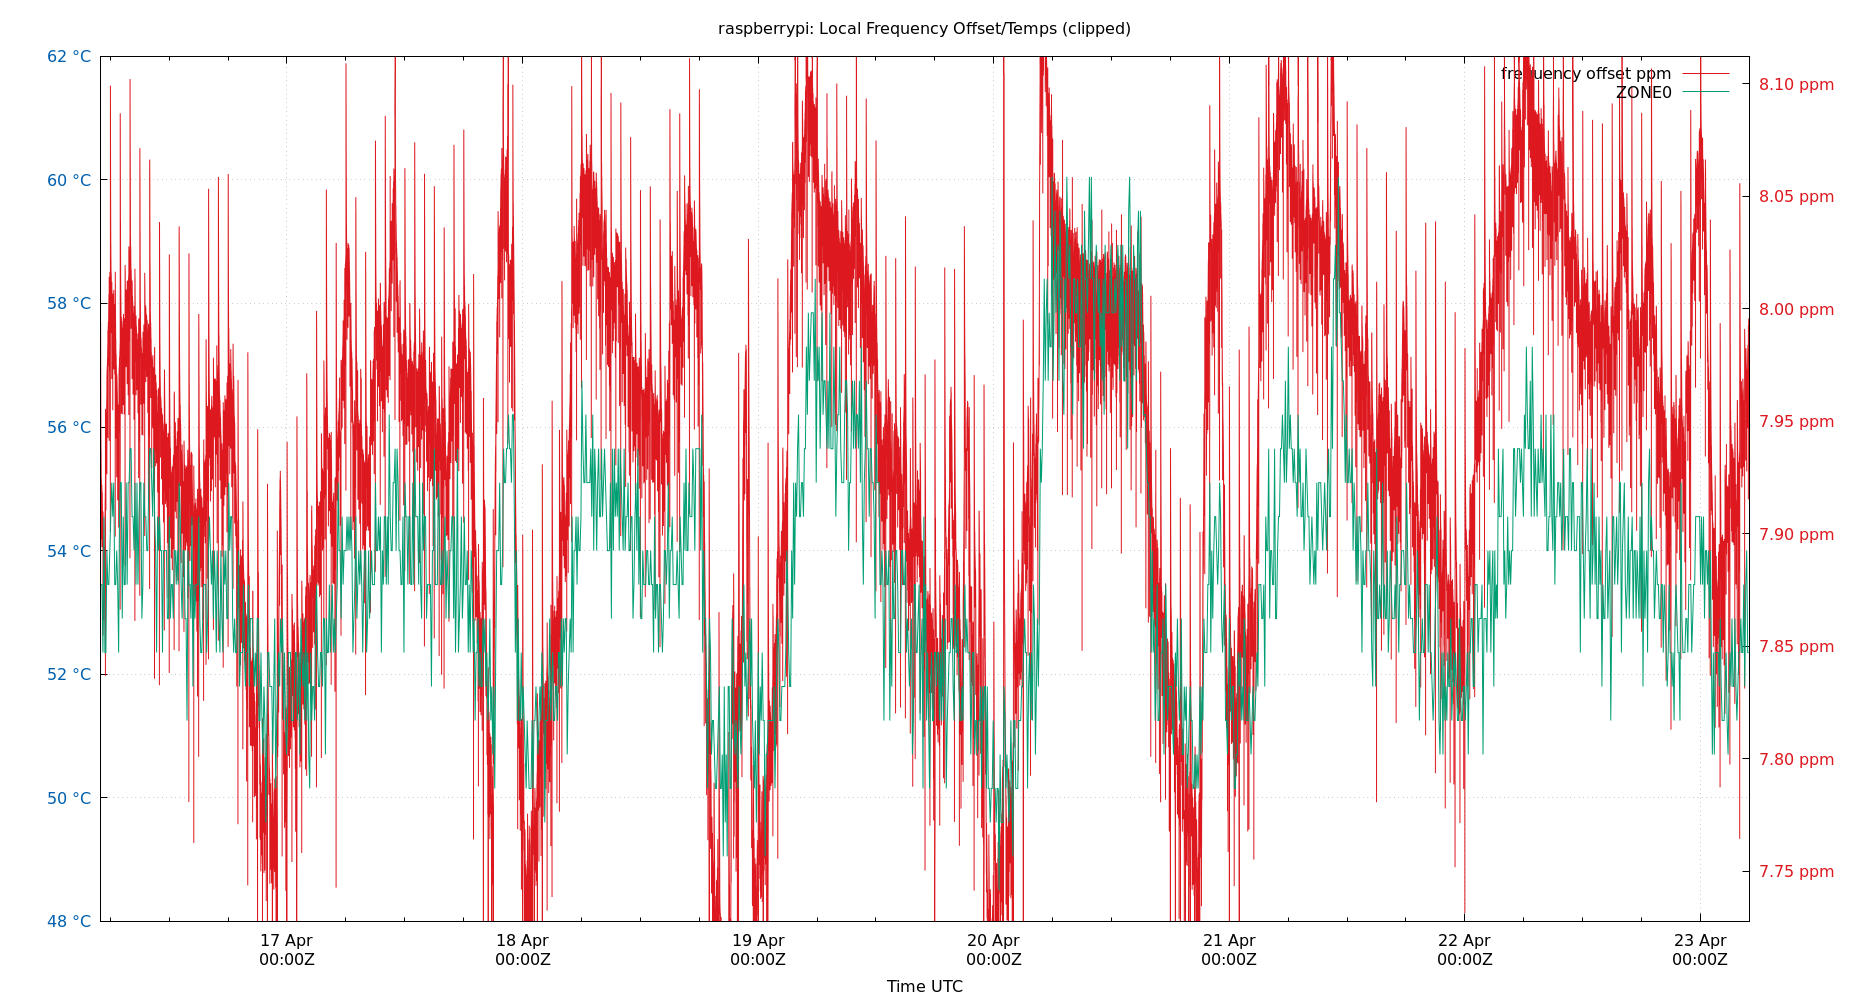 raspberrypi: Local Frequency Offset/Temps (clipped)
62 °C
60 °C
58 °C
56 °C
54 °C
52 °C
50 °C
48 °C
frequency offset ppm
ZONE0
8.10 ppm
8.05 ppm
8.00 ppm
7.95 ppm
7.90 ppm
7.85 ppm
7.80 ppm
7.75 ppm
17 Apr
00:00Z
18 Apr
00:00Z
19 Apr
00:00Z
20 Apr
00:00Z
21 Apr
00:00Z
22 Apr
00:00Z
23 Apr
00:00Z
Time UTC